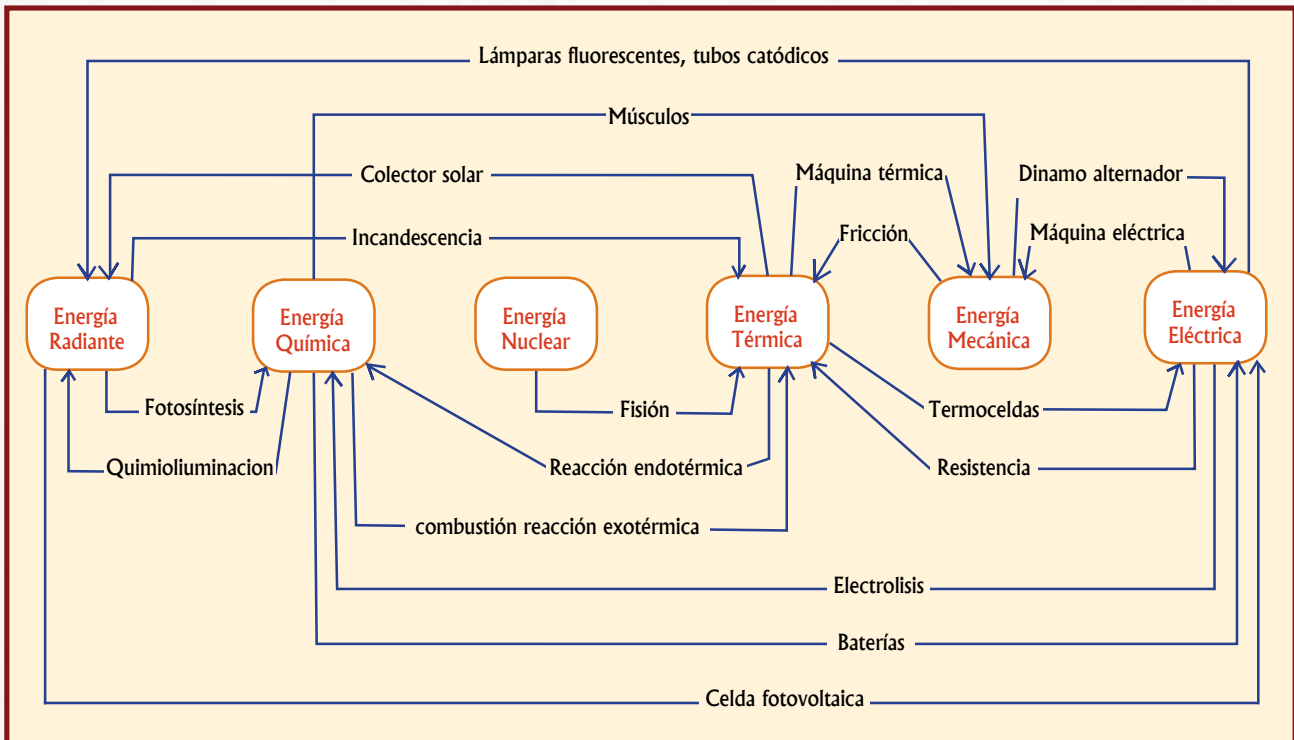 Lámparas fluorescentes, tubos catódicos
Músculos
Colector solar
Máquina térmica
Dinamo alternador
Incandescencia
Fricción
Máquina eléctrica
Energía
Radiante
Energía
Química
Energía
Nuclear
Energía
Térmica
Energía
Mecánica
Energía
Eléctrica
Fotosíntesis
Fisión
Termoceldas
Quimioliuminacion
Reacción endotérmica
Resistencia
combustión reacción exotérmica
Electrolisis
Baterías
Celda fotovoltaica